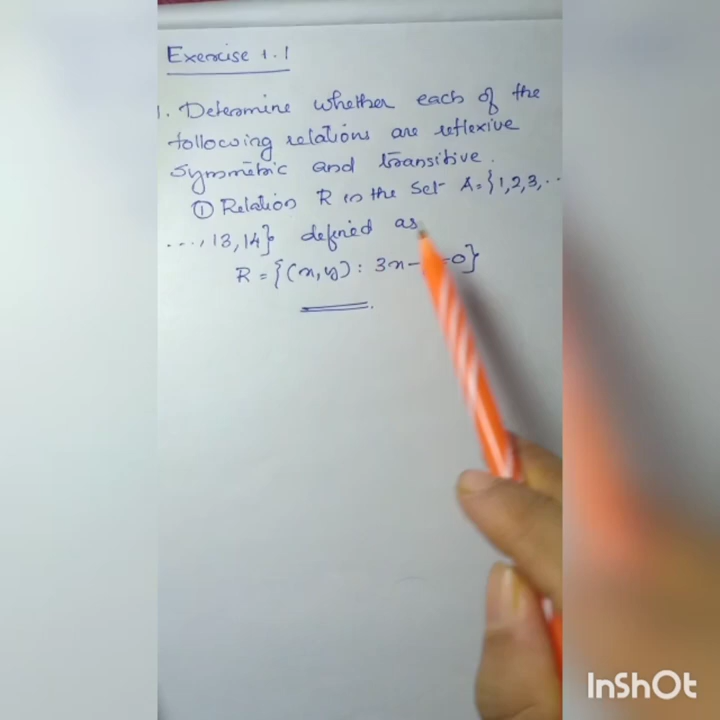 Exercise 1.1
1. Determine whether each of the
following relations are reflexive
symmetric and transitive.
① Relation R in the set A = {1,2,3,...
..., 13, 14} defined as
R = {(x,y) : 3x- -0}
InShOt